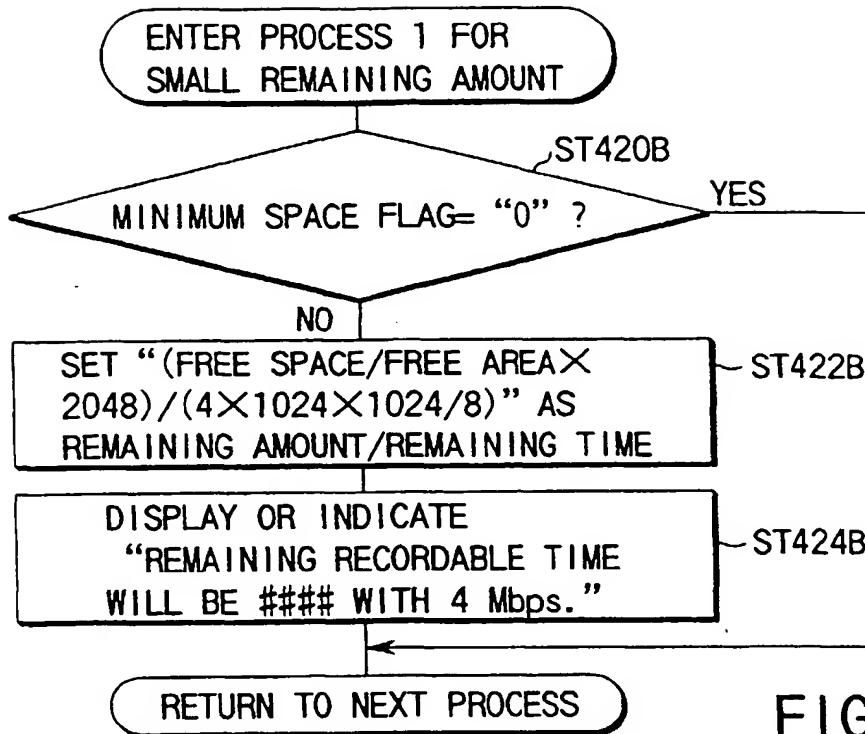 ENTER PROCESS 1 FOR
SMALL REMAINING AMOUNT
ST420B
MINIMUM SPACE FLAG= “0” ?
YES
NO
SET “(FREE SPACE/FREE AREA×
2048)/(4×1024×1024/8)” AS
REMAINING AMOUNT/REMAINING TIME
ST422B
DISPLAY OR INDICATE
“REMAINING RECORDABLE TIME
WILL BE #### WITH 4 Mbps.”
ST424B
RETURN TO NEXT PROCESS
FIG